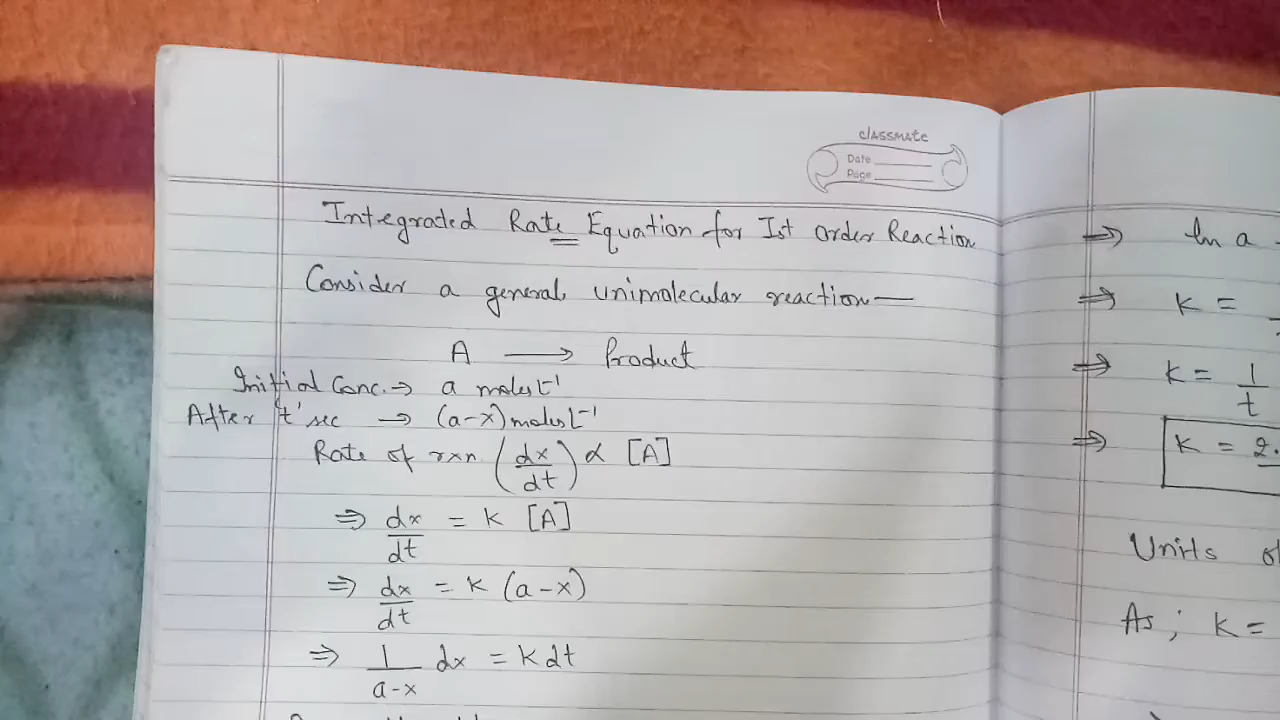 classmate
Date
Page
Integrated Rate Equation for Ist Order Reaction
Consider a general unimolecular reaction—
A ⟶ Product
Initial Conc. → a moles L⁻¹
After 't' sec → (a-x) moles L⁻¹
Rate of rxn (dx/dt) ∝ [A]
⇒ dx/dt = K [A]
⇒ dx/dt = K (a-x)
⇒ 1/(a-x) dx = K dt
⇒ ln a
⇒ K =
⇒ K = 1/t
⇒ K = 2.
Units of
As; K =